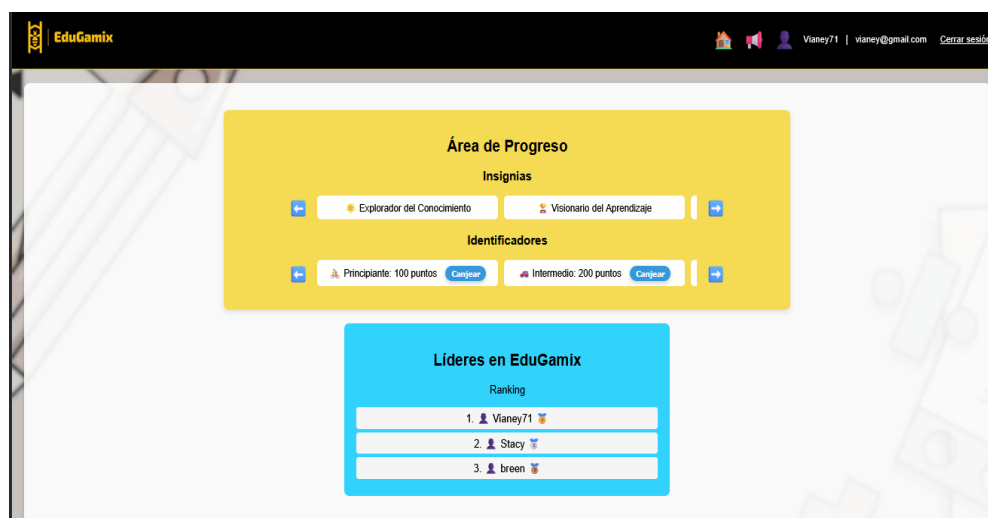 EduGamix
Vianey71 | vianey@gmail.com Cerrar sesión
Área de Progreso
Insignias
Explorador del Conocimiento Visionario del Aprendizaje
Identificadores
Principiante: 100 puntos Canjear Intermedio: 200 puntos Canjear
Líderes en EduGamix
Ranking
1. Vianey71
2. Stacy
3. breen